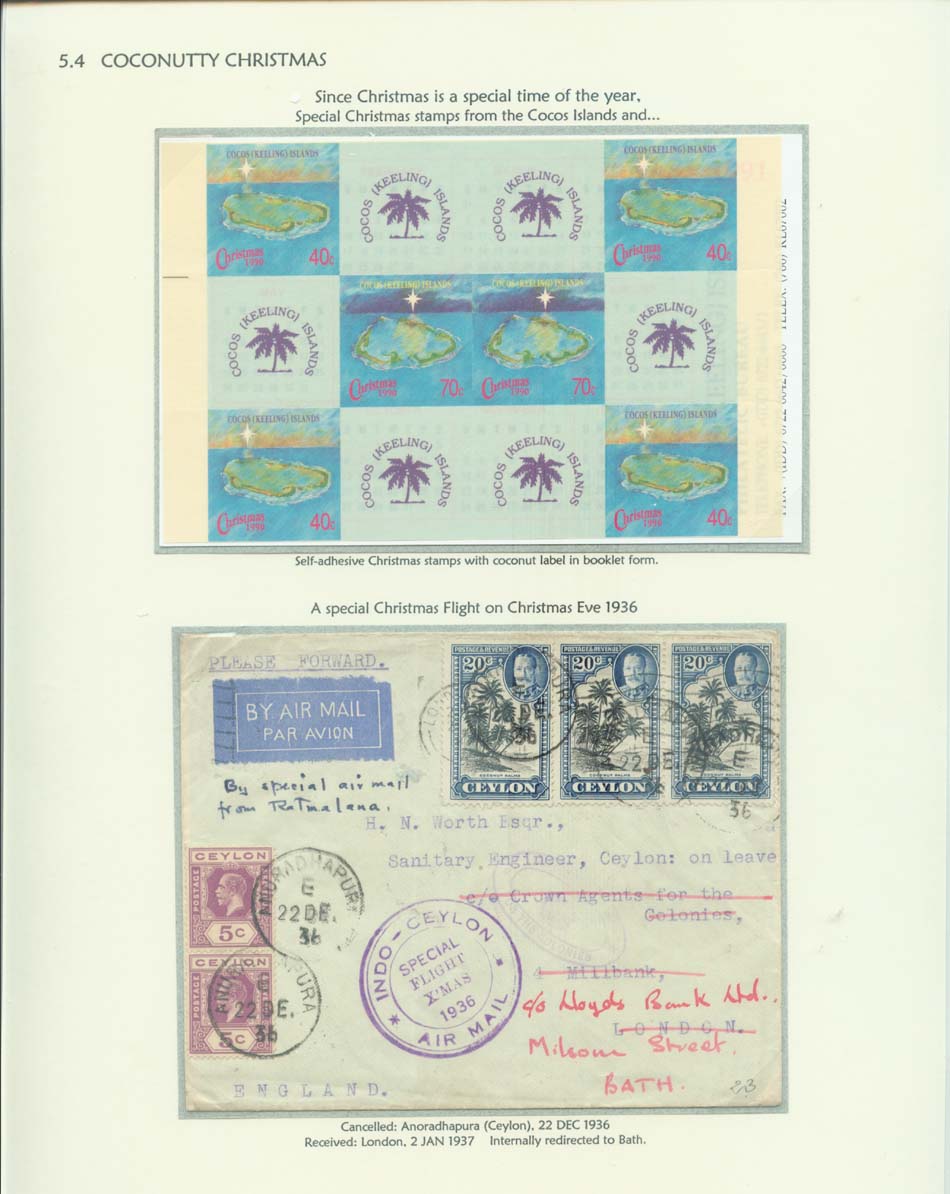 5.4 COCONUTTY CHRISTMAS
Since Christmas is a special time of the year,
Special Christmas stamps from the Cocos Islands and...
COCOS (KEELING) ISLANDS
Christmas 1990 40c
COCOS (KEELING) ISLANDS
COCOS (KEELING) ISLANDS
COCOS (KEELING) ISLANDS
Christmas 1990 40c
COCOS (KEELING) ISLANDS
COCOS (KEELING) ISLANDS
Christmas 1990 70c
COCOS (KEELING) ISLANDS
Christmas 1990 70c
COCOS (KEELING) ISLANDS
COCOS (KEELING) ISLANDS
Christmas 1990 40c
COCOS (KEELING) ISLANDS
COCOS (KEELING) ISLANDS
COCOS (KEELING) ISLANDS
Christmas 1990 40c
Self-adhesive Christmas stamps with coconut label in booklet form.
A special Christmas Flight on Christmas Eve 1936
PLEASE FORWARD.
BY AIR MAIL
PAR AVION
POSTAGE & REVENUE
20c
COCONUT PALMS
CEYLON
POSTAGE & REVENUE
20c
COCONUT PALMS
CEYLON
POSTAGE & REVENUE
20c
COCONUT PALMS
CEYLON
22 DE.
36
By special air mail
from Ratmalana.
H. N. Worth Esqr.,
Sanitary Engineer, Ceylon: on leave
c/o Crown Agents for the
Colonies,
4 Millbank,
c/o Lloyds Bank Ltd.,
LONDON.
Milsom Street.
BATH.
CEYLON
POSTAGE
5c
ANURADHAPURA
E
22 DE.
36
CEYLON
POSTAGE
5c
ANURADHAPURA
E
22 DE.
36
INDO-CEYLON
SPECIAL
FLIGHT
X'MAS
1936
* AIR MAIL *
ENGLAND.
Cancelled: Anoradhapura (Ceylon), 22 DEC 1936
Received: London, 2 JAN 1937 Internally redirected to Bath.